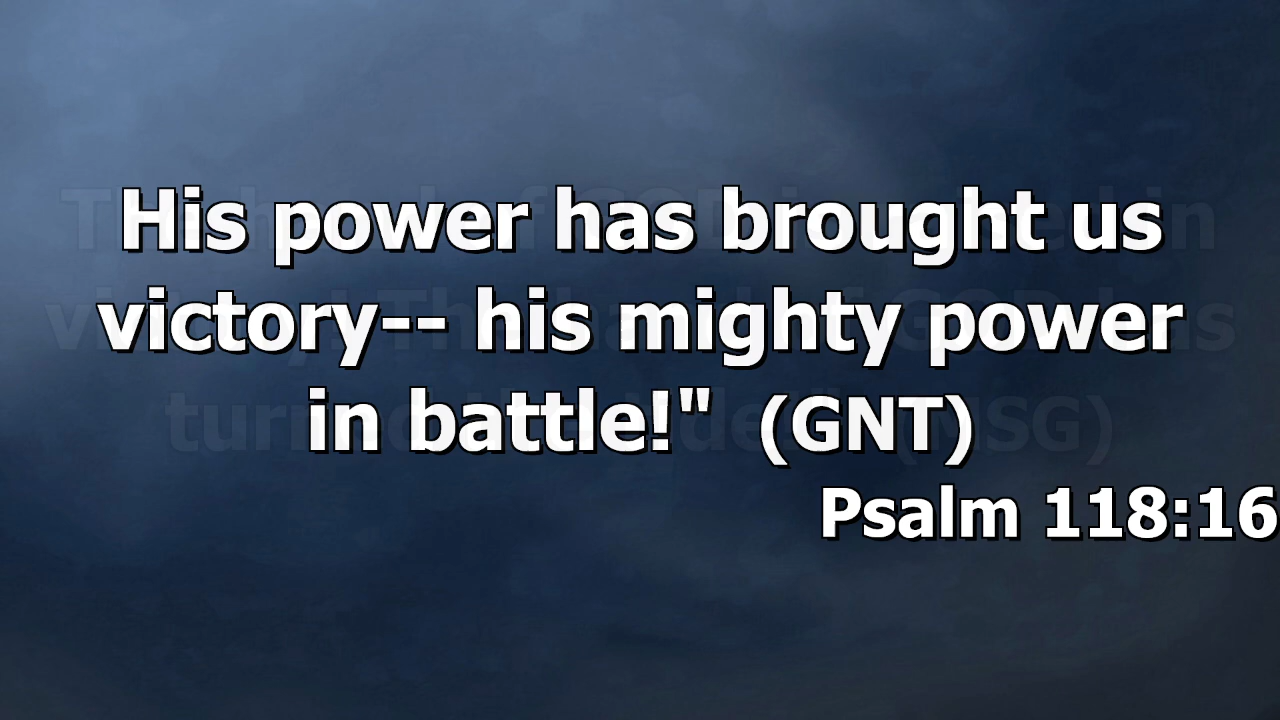 His power has brought us
victory-- his mighty power
in battle!" (GNT)
Psalm 118:16